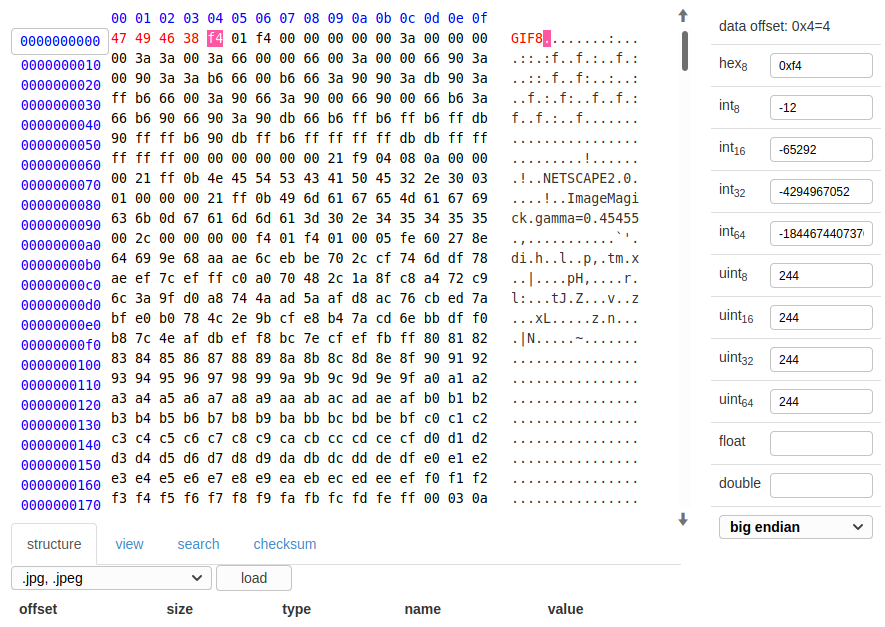 00 01 02 03 04 05 06 07 08 09 0a 0b 0c 0d 0e 0f
0000000000 47 49 46 38 f4 01 f4 00 00 00 00 00 3a 00 00 00 GIF8........:...
0000000010 00 3a 3a 00 3a 66 00 00 66 00 3a 00 00 66 90 3a .::.:f..f.:..f.:
0000000020 00 90 3a 3a b6 66 00 b6 66 3a 90 90 3a db 90 3a ..::.f..f:..:..:
0000000030 ff b6 66 00 3a 90 66 3a 90 00 66 90 00 66 b6 3a ..f.:.f:..f..f.:
0000000040 66 b6 90 66 90 3a 90 db 66 b6 ff b6 ff b6 ff db f..f.:..f.......
0000000050 90 ff ff b6 90 db ff b6 ff ff ff ff db db ff ff ................
0000000060 ff ff ff 00 00 00 00 00 00 21 f9 04 08 0a 00 00 .........!......
0000000070 00 21 ff 0b 4e 45 54 53 43 41 50 45 32 2e 30 03 .!..NETSCAPE2.0.
0000000080 01 00 00 00 21 ff 0b 49 6d 61 67 65 4d 61 67 69 ....!..ImageMagi
0000000090 63 6b 0d 67 61 6d 6d 61 3d 30 2e 34 35 34 35 35 ck.gamma=0.45455
00000000a0 00 2c 00 00 00 00 f4 01 f4 01 00 05 fe 60 27 8e .,...........`'.
00000000b0 64 69 9e 68 aa ae 6c eb be 70 2c cf 74 6d df 78 di.h..l..p,.tm.x
00000000c0 ae ef 7c ef ff c0 a0 70 48 2c 1a 8f c8 a4 72 c9 ..|....pH,....r.
00000000d0 6c 3a 9f d0 a8 74 4a ad 5a af d8 ac 76 cb ed 7a l:...tJ.Z...v..z
00000000e0 bf e0 b0 78 4c 2e 9b cf e8 b4 7a cd 6e bb df f0 ...xL.....z.n...
00000000f0 b8 7c 4e af db ef f8 bc 7e cf ef fb ff 80 81 82 .|N.....~.......
0000000100 83 84 85 86 87 88 89 8a 8b 8c 8d 8e 8f 90 91 92 ................
0000000110 93 94 95 96 97 98 99 9a 9b 9c 9d 9e 9f a0 a1 a2 ................
0000000120 a3 a4 a5 a6 a7 a8 a9 aa ab ac ad ae af b0 b1 b2 ................
0000000130 b3 b4 b5 b6 b7 b8 b9 ba bb bc bd be bf c0 c1 c2 ................
0000000140 c3 c4 c5 c6 c7 c8 c9 ca cb cc cd ce cf d0 d1 d2 ................
0000000150 d3 d4 d5 d6 d7 d8 d9 da db dc dd de df e0 e1 e2 ................
0000000160 e3 e4 e5 e6 e7 e8 e9 ea eb ec ed ee ef f0 f1 f2 ................
0000000170 f3 f4 f5 f6 f7 f8 f9 fa fb fc fd fe ff 00 03 0a ................
data offset: 0x4=4
hex8 0xf4
int8 -12
int16 -65292
int32 -4294967052
int64 -1844674407370
uint8 244
uint16 244
uint32 244
uint64 244
float
double
big endian
structure view search checksum
.jpg, .jpeg load
offset size type name value